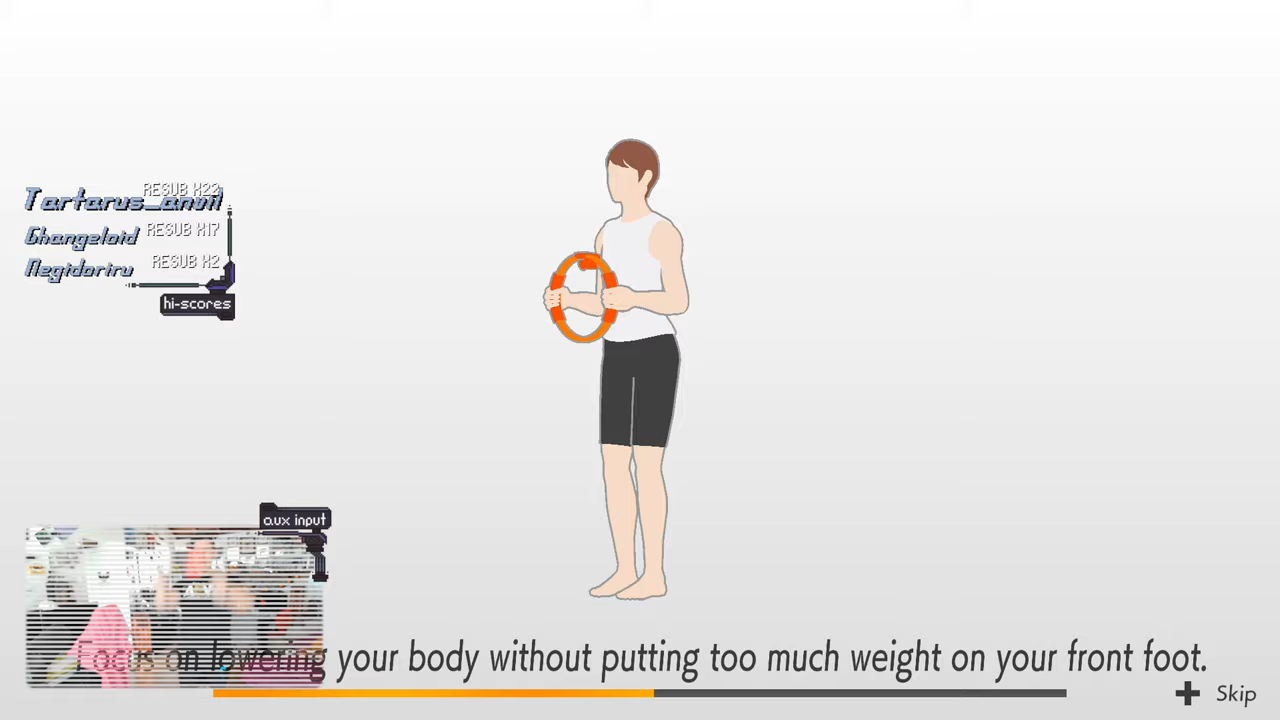 RESUB X22
Tartarus_anvil
Changeloid RESUB X17
Negidoriru RESUB X2
hi-scores
aux input
Focus on lowering your body without putting too much weight on your front foot.
Skip